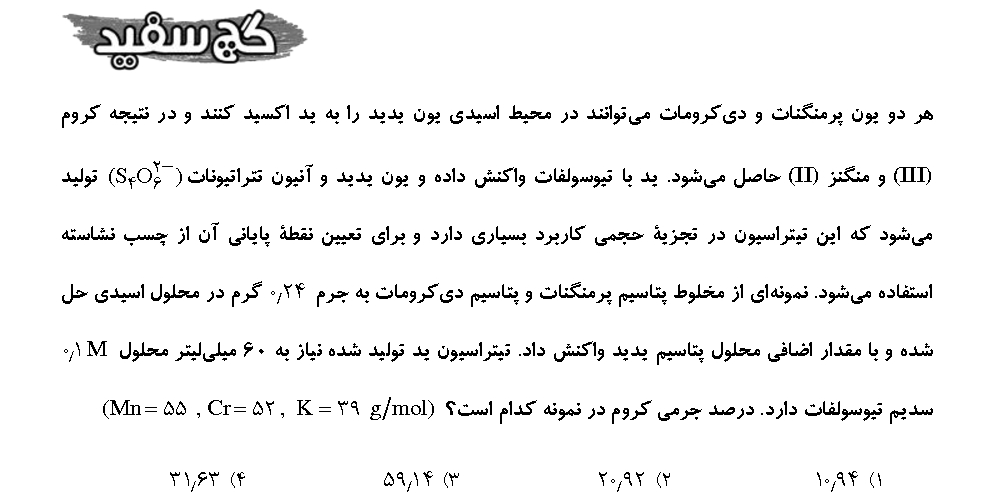 گچ سفید
هر دو یون پرمنگنات و دی‌کرومات می‌توانند در محیط اسیدی یون یدید را به ید اکسید کنند و در نتیجه کروم
(III) و منگنز (II) حاصل می‌شود. ید با تیوسولفات واکنش داده و یون یدید و آنیون تتراتیونات (S₄O₆²⁻) تولید
می‌شود که این تیتراسیون در تجزیهٔ حجمی کاربرد بسیاری دارد و برای تعیین نقطهٔ پایانی آن از چسب نشاسته
استفاده می‌شود. نمونه‌ای از مخلوط پتاسیم پرمنگنات و پتاسیم دی‌کرومات به جرم ۰٫۲۴ گرم در محلول اسیدی حل
شده و با مقدار اضافی محلول پتاسیم یدید واکنش داد. تیتراسیون ید تولید شده نیاز به ۶۰ میلی‌لیتر محلول ۰٫۱M
سدیم تیوسولفات دارد. درصد جرمی کروم در نمونه کدام است؟ (Mn= ۵۵ , Cr= ۵۲ , K = ۳۹ g/mol)
۱) ۱۰٫۹۴ ۲) ۲۰٫۹۲ ۳) ۵۹٫۱۴ ۴) ۳۱٫۶۳